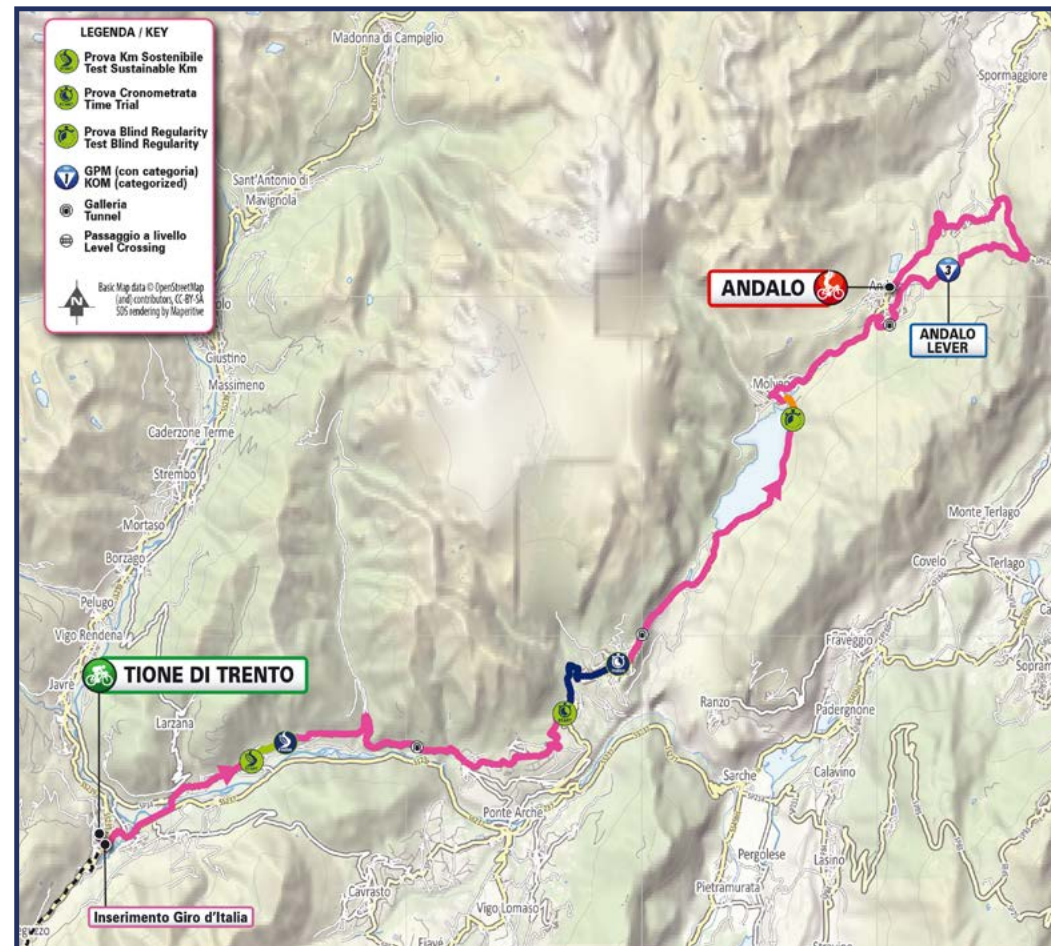 LEGENDA / KEY
Prova Km Sostenibile
Test Sustainable Km
Prova Cronometrata
Time Trial
Prova Blind Regularity
Test Blind Regularity
GPM (con categoria)
KOM (categorized)
Galleria
Tunnel
Passaggio a livello
Level Crossing
N
Basic Map data © OpenStreetMap
(and) contributors, CC-BY-SA
SDS rendering by Maperitive
Madonna di Campiglio
Spormaggiore
Sant'Antonio di
Mavignola
Giustino
Massimeno
Caderzone Terme
Strembo
Mortaso
Borzago
Pelugo
Vigo Rendena
Javrè
ANDALO
3
ANDALO
LEVER
Monte Terlago
Covelo
Terlago
Fraveggio
TIONE DI TRENTO
Larzana
Ranzo
Padergnone
Calavino
Sarche
Ponte Arche
Cavrasto
Vigo Lomaso
Fiavè
Pergolese
Lasino
Pietramurata
Inserimento Giro d'Italia